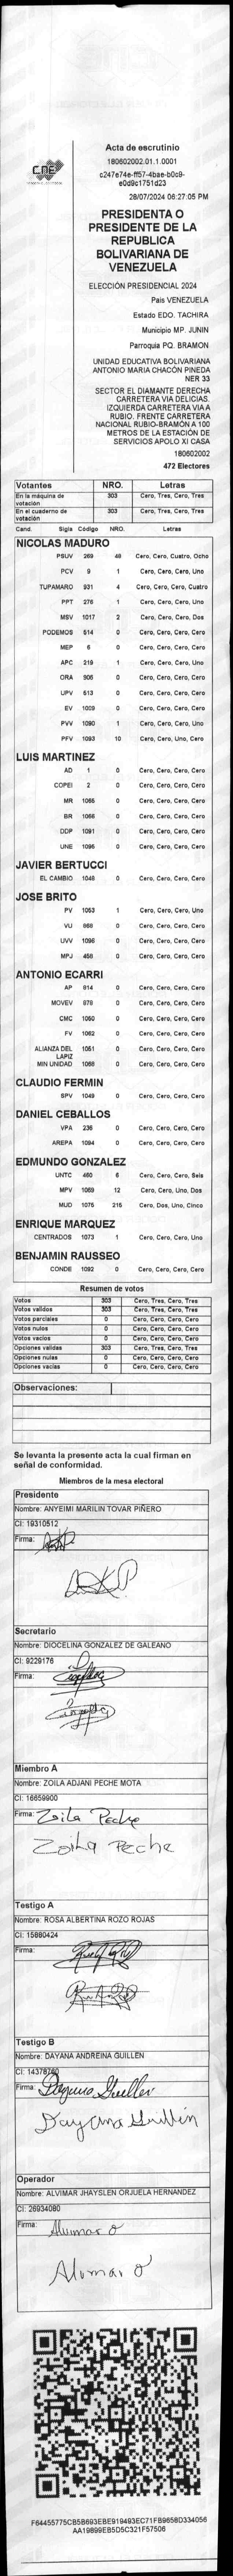 CNE
Acta de escrutinio
180602002.01.1.0001
c247e74e-ff57-4bae-b0c9-
e0d9c1751d23
28/07/2024 06:27:05 PM
PRESIDENTA O
PRESIDENTE DE LA
REPUBLICA
BOLIVARIANA DE
VENEZUELA
ELECCIÓN PRESIDENCIAL 2024
Pais VENEZUELA
Estado EDO. TACHIRA
Municipio MP. JUNIN
Parroquia PQ. BRAMON
UNIDAD EDUCATIVA BOLIVARIANA
ANTONIO MARIA CHACÓN PINEDA
NER 33
SECTOR EL DIAMANTE DERECHA
CARRETERA VIA DELICIAS.
IZQUIERDA CARRETERA VIA A
RUBIO. FRENTE CARRETERA
NACIONAL RUBIO-BRAMÓN A 100
METROS DE LA ESTACIÓN DE
SERVICIOS APOLO XI CASA
180602002
472 Electores
Votantes NRO. Letras
En la máquina de votación 303 Cero, Tres, Cero, Tres
En el cuaderno de votación 303 Cero, Tres, Cero, Tres
Cand. Sigla Código NRO. Letras
NICOLAS MADURO
PSUV 269 48 Cero, Cero, Cuatro, Ocho
PCV 9 1 Cero, Cero, Cero, Uno
TUPAMARO 931 4 Cero, Cero, Cero, Cuatro
PPT 276 1 Cero, Cero, Cero, Uno
MSV 1017 2 Cero, Cero, Cero, Dos
PODEMOS 514 0 Cero, Cero, Cero, Cero
MEP 6 0 Cero, Cero, Cero, Cero
APC 219 1 Cero, Cero, Cero, Uno
ORA 906 0 Cero, Cero, Cero, Cero
UPV 513 0 Cero, Cero, Cero, Cero
EV 1009 0 Cero, Cero, Cero, Cero
PVV 1090 1 Cero, Cero, Cero, Uno
PFV 1093 10 Cero, Cero, Uno, Cero
LUIS MARTINEZ
AD 1 0 Cero, Cero, Cero, Cero
COPEI 2 0 Cero, Cero, Cero, Cero
MR 1065 0 Cero, Cero, Cero, Cero
BR 1066 0 Cero, Cero, Cero, Cero
DDP 1091 0 Cero, Cero, Cero, Cero
UNE 1095 0 Cero, Cero, Cero, Cero
JAVIER BERTUCCI
EL CAMBIO 1048 0 Cero, Cero, Cero, Cero
JOSE BRITO
PV 1053 1 Cero, Cero, Cero, Uno
VU 868 0 Cero, Cero, Cero, Cero
UVV 1096 0 Cero, Cero, Cero, Cero
MPJ 458 0 Cero, Cero, Cero, Cero
ANTONIO ECARRI
AP 814 0 Cero, Cero, Cero, Cero
MOVEV 978 0 Cero, Cero, Cero, Cero
CMC 1050 0 Cero, Cero, Cero, Cero
FV 1062 0 Cero, Cero, Cero, Cero
ALIANZA DEL LAPIZ 1051 0 Cero, Cero, Cero, Cero
MIN UNIDAD 1068 0 Cero, Cero, Cero, Cero
CLAUDIO FERMIN
SPV 1049 0 Cero, Cero, Cero, Cero
DANIEL CEBALLOS
VPA 236 0 Cero, Cero, Cero, Cero
AREPA 1094 0 Cero, Cero, Cero, Cero
EDMUNDO GONZALEZ
UNTC 460 6 Cero, Cero, Cero, Seis
MPV 1069 12 Cero, Cero, Uno, Dos
MUD 1075 215 Cero, Dos, Uno, Cinco
ENRIQUE MARQUEZ
CENTRADOS 1073 1 Cero, Cero, Cero, Uno
BENJAMIN RAUSSEO
CONDE 1092 0 Cero, Cero, Cero, Cero
Resumen de votos
Votos 303 Cero, Tres, Cero, Tres
Votos validos 303 Cero, Tres, Cero, Tres
Votos parciales 0 Cero, Cero, Cero, Cero
Votos nulos 0 Cero, Cero, Cero, Cero
Votos vacios 0 Cero, Cero, Cero, Cero
Opciones validas 303 Cero, Tres, Cero, Tres
Opciones nulas 0 Cero, Cero, Cero, Cero
Opciones vacias 0 Cero, Cero, Cero, Cero
Observaciones:
Se levanta la presente acta la cual firman en
señal de conformidad.
Miembros de la mesa electoral
Presidente
Nombre: ANYEIMI MARILIN TOVAR PIÑERO
CI: 19310512
Firma:
Secretario
Nombre: DIOCELINA GONZALEZ DE GALEANO
CI: 9229176
Firma:
Miembro A
Nombre: ZOILA ADJANI PECHE MOTA
CI: 16659900
Firma: Zoila Peche
Zoila Peche
Testigo A
Nombre: ROSA ALBERTINA ROZO ROJAS
CI: 15880424
Firma:
Testigo B
Nombre: DAYANA ANDREINA GUILLEN
CI: 14378760
Firma: Dayana Guillen
Dayana Guillén
Operador
Nombre: ALVIMAR JHAYSLEN ORJUELA HERNANDEZ
CI: 26934080
Firma: Alvimar O
Alvimar O
F64455775CB5B693EBE919493EC71FB9658D334056
AA19899EB5D5C321F57506